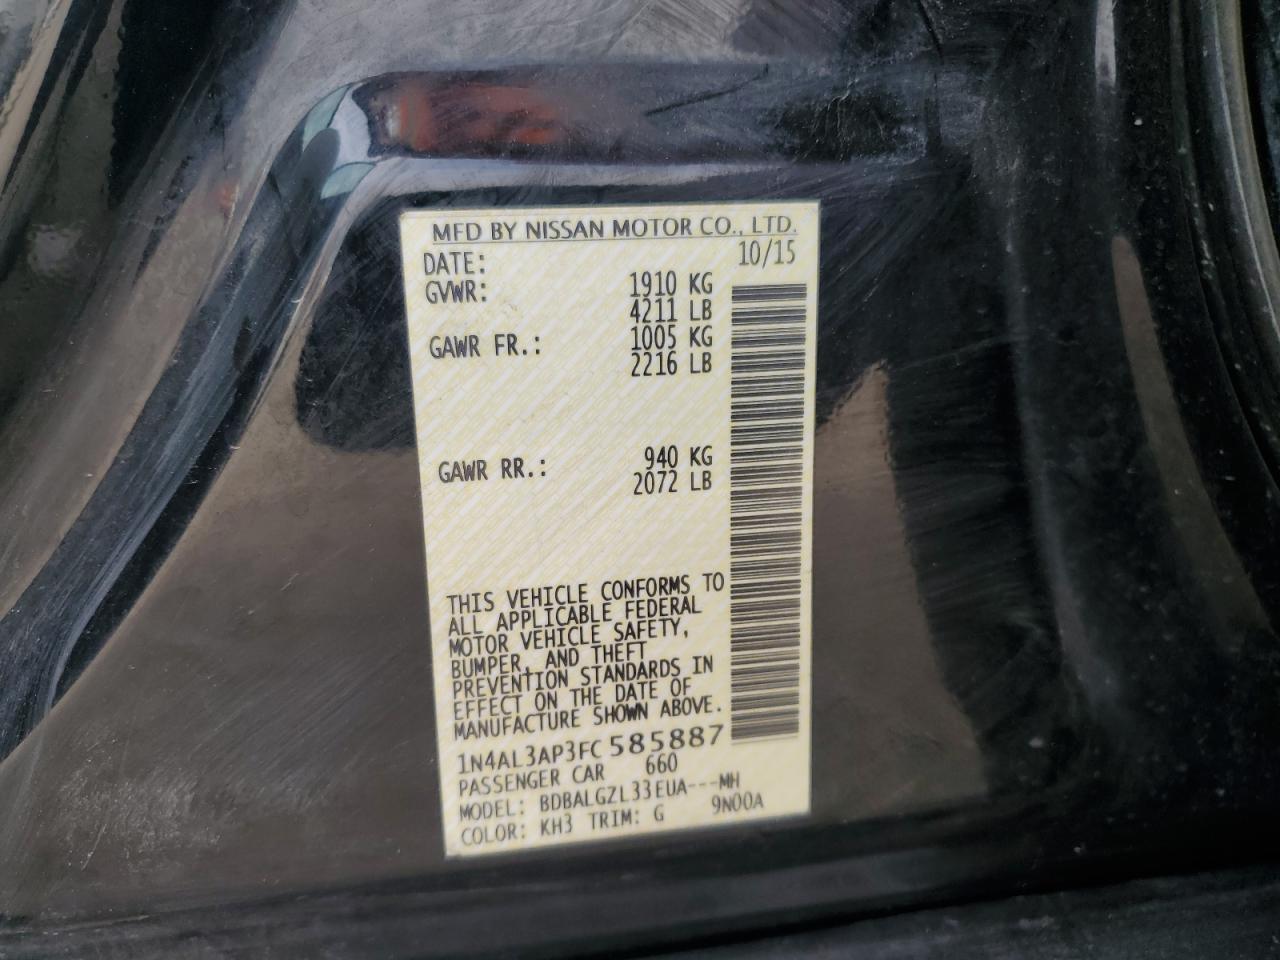 MFD BY NISSAN MOTOR CO., LTD.
DATE: 10/15
GVWR: 1910 KG
4211 LB
GAWR FR.: 1005 KG
2216 LB
GAWR RR.: 940 KG
2072 LB
THIS VEHICLE CONFORMS TO
ALL APPLICABLE FEDERAL
MOTOR VEHICLE SAFETY,
BUMPER, AND THEFT
PREVENTION STANDARDS IN
EFFECT ON THE DATE OF
MANUFACTURE SHOWN ABOVE.
1N4AL3AP3FC585887
PASSENGER CAR 660
MODEL: BDBALGZL33EUA---MH
COLOR: KH3 TRIM: G 9N00A